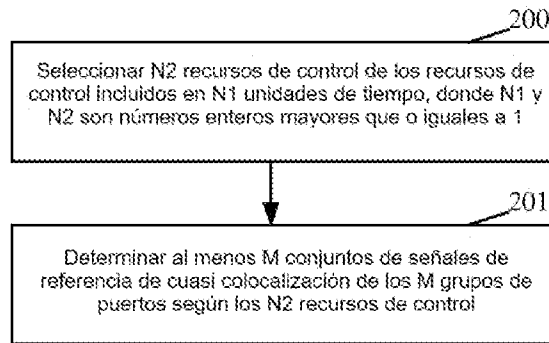 200
Seleccionar N2 recursos de control de los recursos de
control incluidos en N1 unidades de tiempo, donde N1 y
N2 son números enteros mayores que o iguales a 1
201
Determinar al menos M conjuntos de señales de
referencia de cuasi colocalización de los M grupos de
puertos según los N2 recursos de control